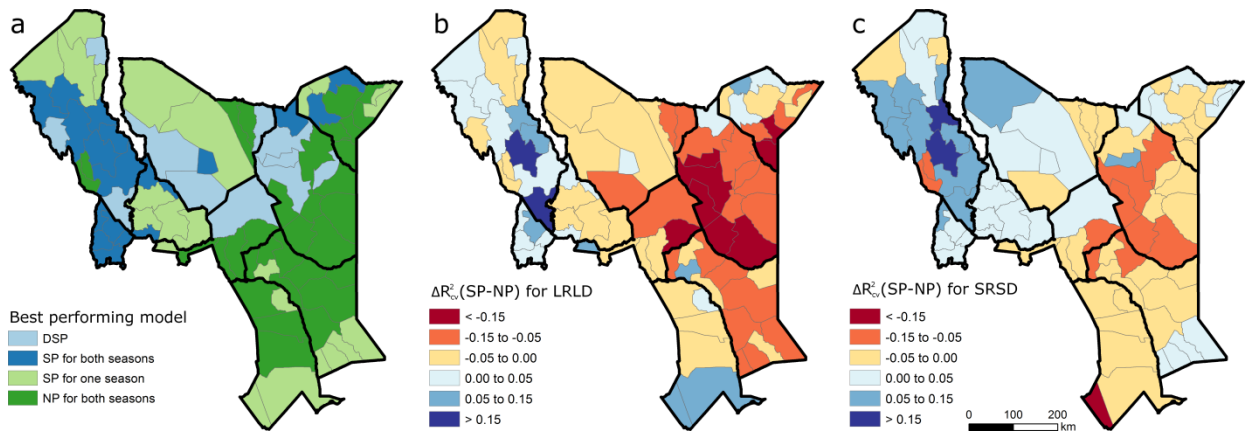 a
Best performing model
DSP
SP for both seasons
SP for one season
NP for both seasons
b
ΔR²cv(SP-NP) for LRLD
< -0.15
-0.15 to -0.05
-0.05 to 0.00
0.00 to 0.05
0.05 to 0.15
> 0.15
c
ΔR²cv(SP-NP) for SRSD
< -0.15
-0.15 to -0.05
-0.05 to 0.00
0.00 to 0.05
0.05 to 0.15
> 0.15
0 100 200
km